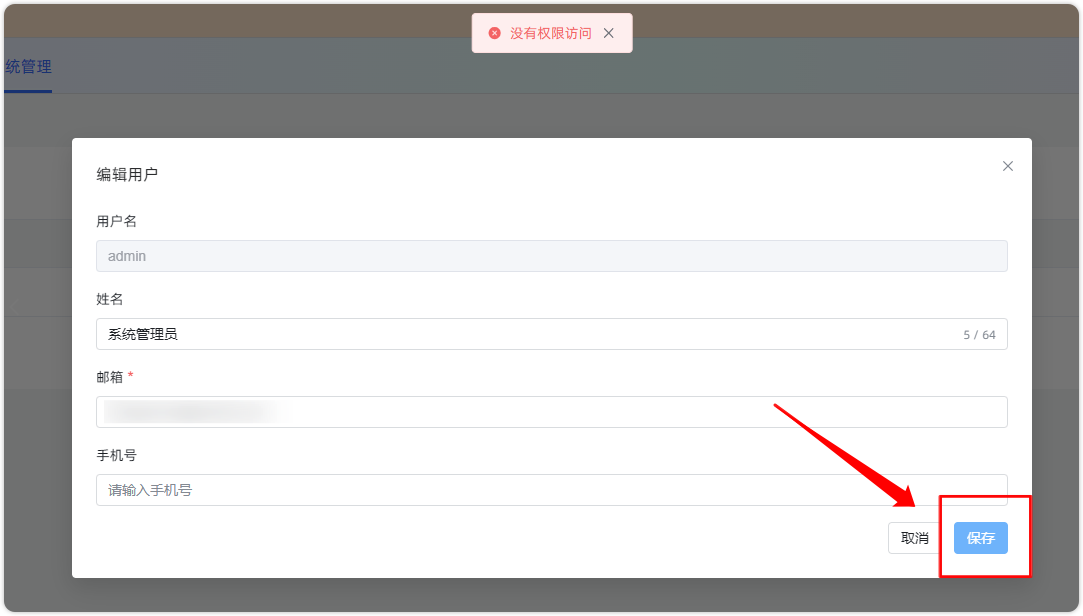 没有权限访问
统管理
编辑用户
用户名
admin
姓名
系统管理员 5 / 64
邮箱 *
手机号
请输入手机号
取消 保存